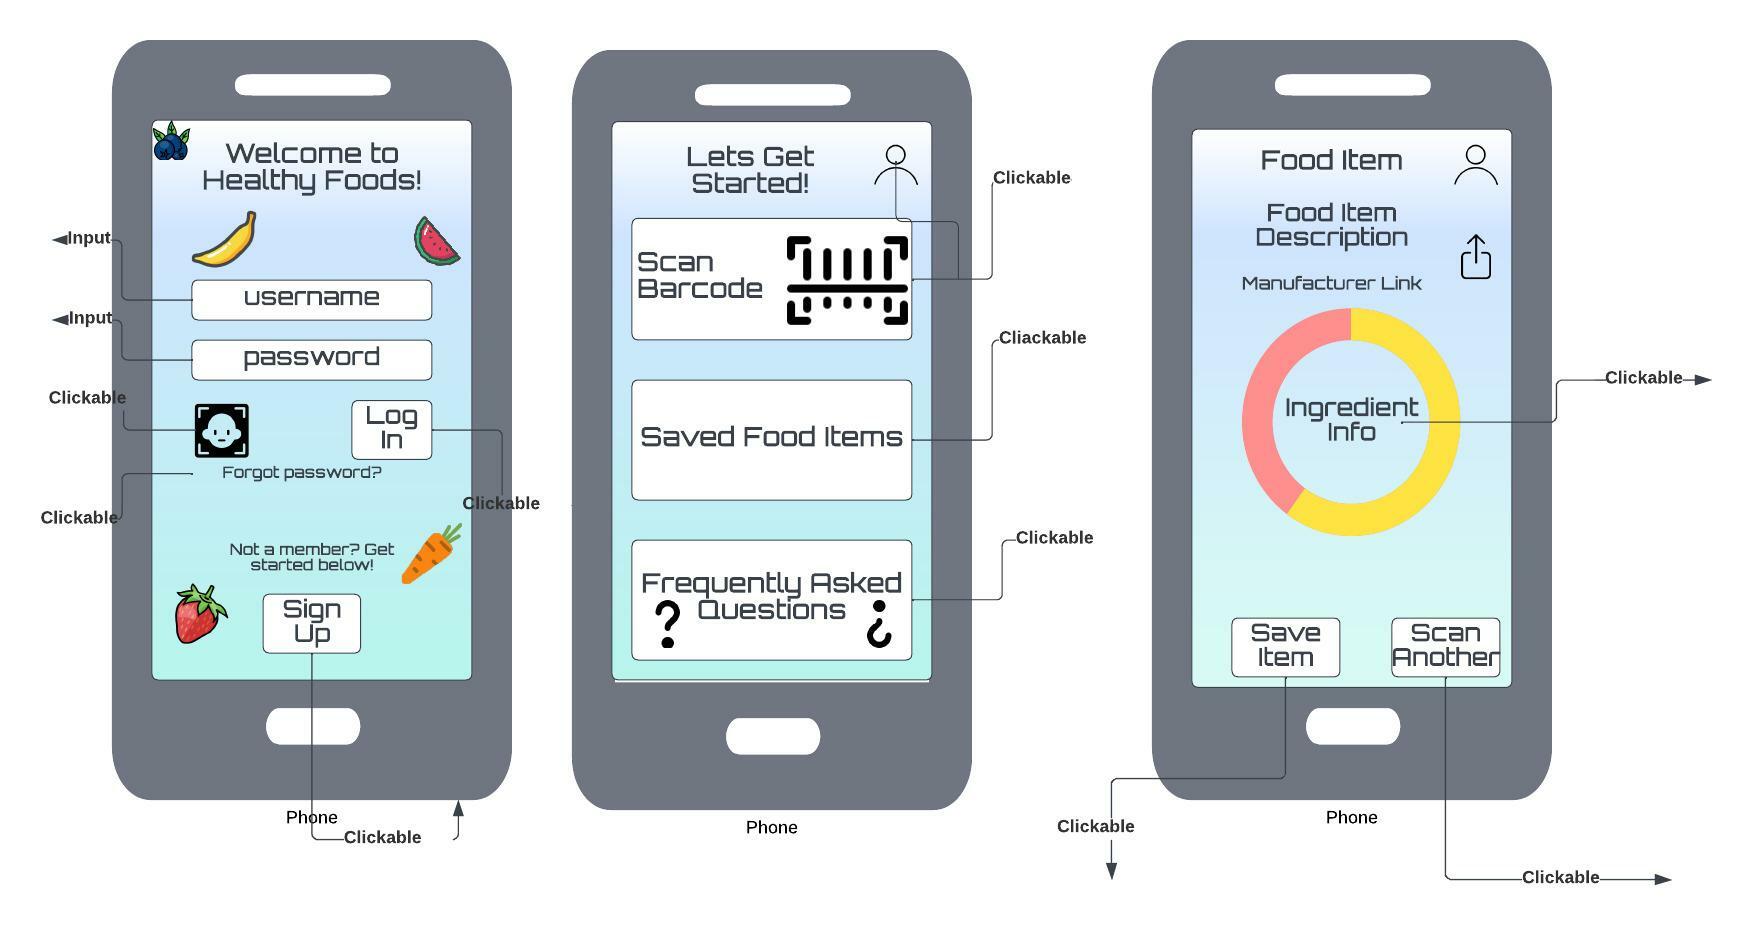 Welcome to
Healthy Foods!
Input
username
Input
password
Clickable
Log
In
Forgot password?
Clickable
Clickable
Not a member? Get
started below!
Sign
Up
Phone
Clickable
Lets Get
Started!
Clickable
Scan
Barcode
Cliackable
Saved Food Items
Clickable
Frequently Asked
Questions
? ¿
Phone
Food Item
Food Item
Description
Manufacturer Link
Ingredient
Info
Clickable
Save
Item
Scan
Another
Phone
Clickable
Clickable